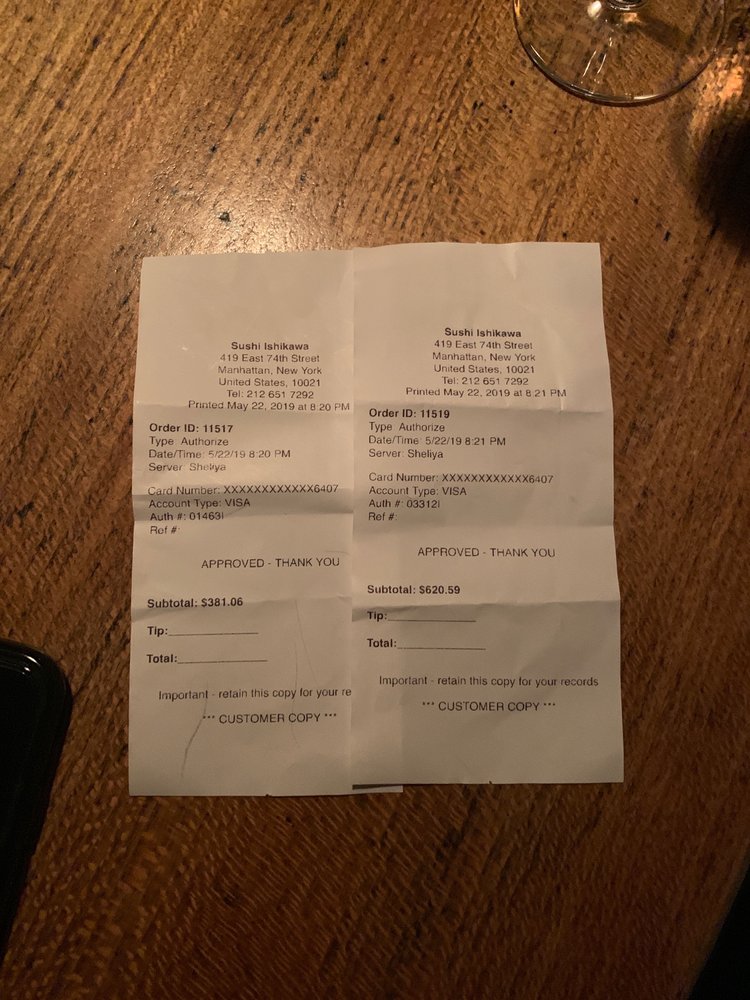 Sushi Ishikawa
419 East 74th Street
Manhattan, New York
United States, 10021
Tel: 212 651 7292
Printed May 22, 2019 at 8:20 PM
Order ID: 11517
Type: Authorize
Date/Time: 5/22/19 8:20 PM
Server: Sheliya
Card Number: XXXXXXXXXXXX6407
Account Type: VISA
Auth #: 01463I
Ref #:
APPROVED - THANK YOU
Subtotal: $381.06
Tip:
Total:
Important - retain this copy for your re
*** CUSTOMER COPY ***
Sushi Ishikawa
419 East 74th Street
Manhattan, New York
United States, 10021
Tel: 212 651 7292
Printed May 22, 2019 at 8:21 PM
Order ID: 11519
Type: Authorize
Date/Time: 5/22/19 8:21 PM
Server: Sheliya
Card Number: XXXXXXXXXXXX6407
Account Type: VISA
Auth #: 03312I
Ref #:
APPROVED - THANK YOU
Subtotal: $620.59
Tip:
Total:
Important - retain this copy for your records
*** CUSTOMER COPY ***